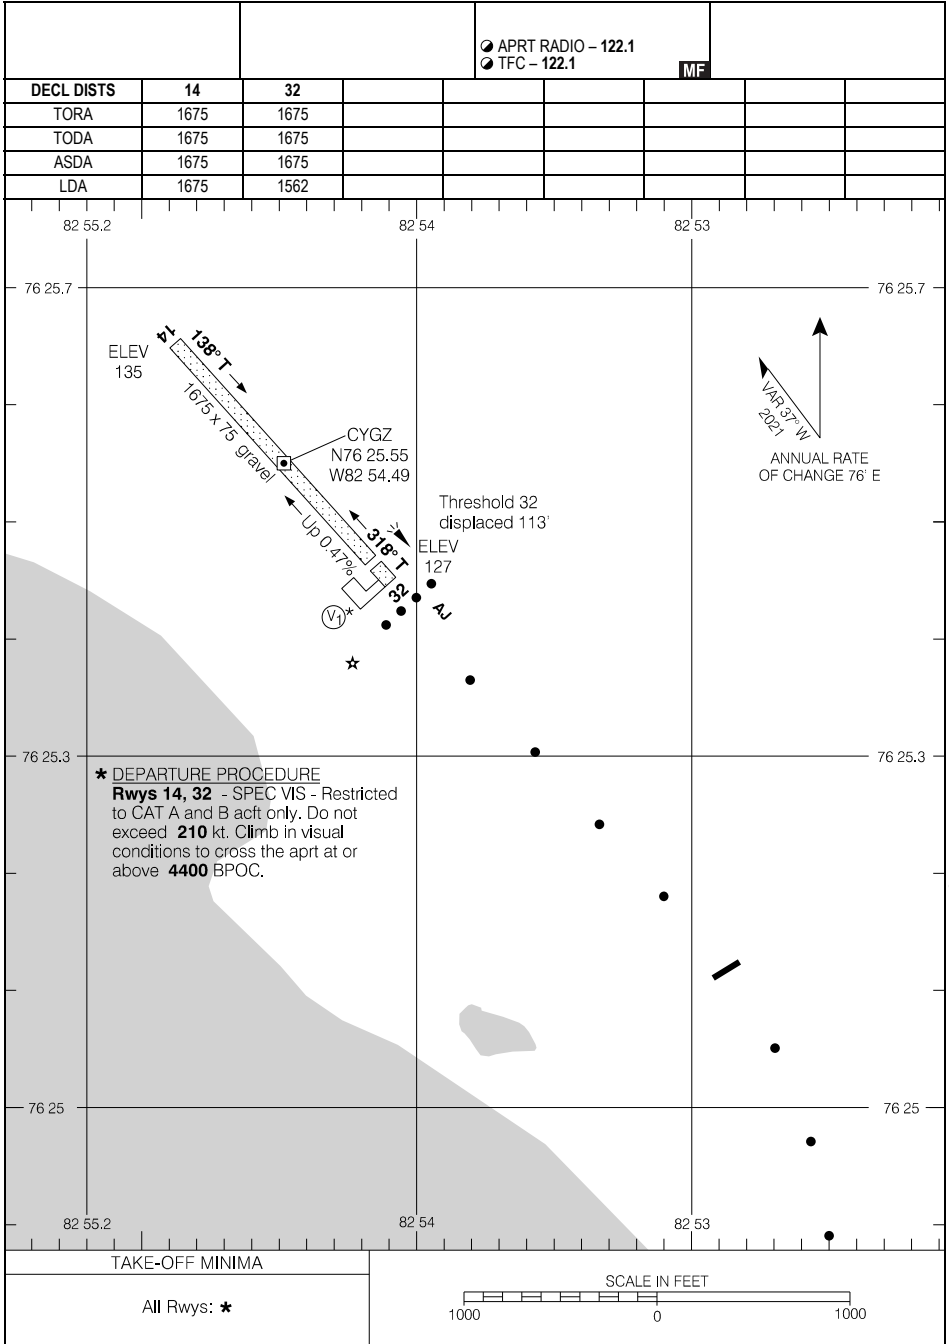 APRT RADIO – 122.1
TFC – 122.1
MF
DECL DISTS 14 32
TORA 1675 1675
TODA 1675 1675
ASDA 1675 1675
LDA 1675 1562
82 55.2 82 54 82 53
76 25.7 76 25.7
14
138° T
ELEV
135
1675 x 75 gravel
CYGZ
N76 25.55
W82 54.49
VAR 37° W
2021
ANNUAL RATE
OF CHANGE 76' E
Threshold 32
displaced 113'
Up 0.47%
318° T
ELEV
127
32
AJ
V1 *
76 25.3 76 25.3
* DEPARTURE PROCEDURE
Rwys 14, 32 - SPEC VIS - Restricted
to CAT A and B acft only. Do not
exceed 210 kt. Climb in visual
conditions to cross the aprt at or
above 4400 BPOC.
76 25 76 25
82 55.2 82 54 82 53
TAKE-OFF MINIMA
All Rwys: *
SCALE IN FEET
1000 0 1000